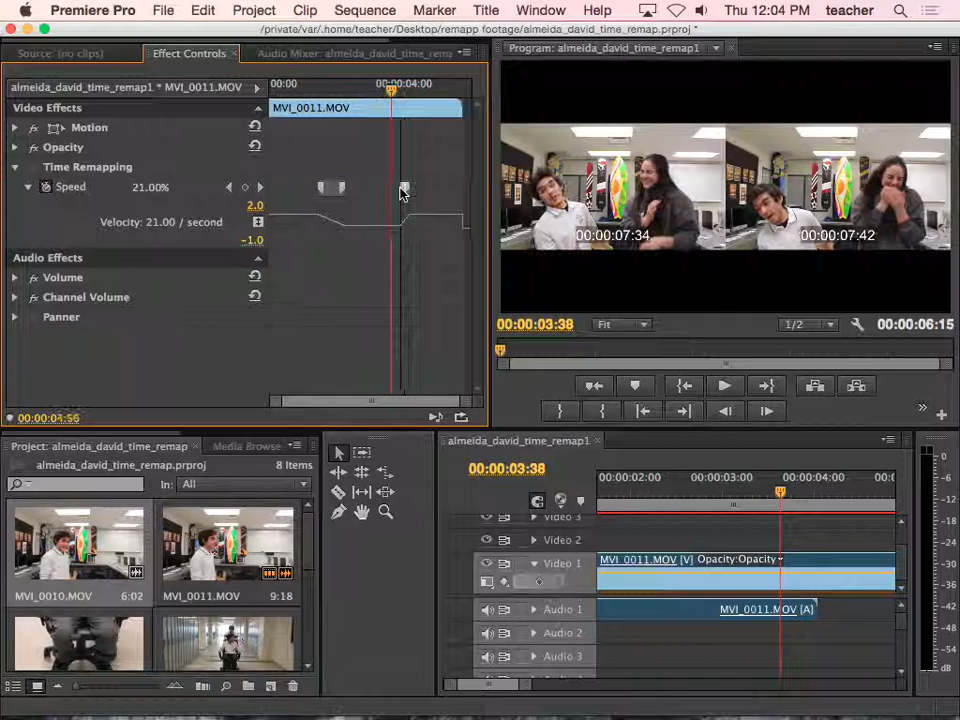 Premiere Pro File Edit Project Clip Sequence Marker Title Window Help Thu 12:04 PM teacher
/private/var/.home/teacher/Desktop/remapp footage/almeida_david_time_remap.prproj *
Source: (no clips) Effect Controls Audio Mixer: almeida_david_time_rema
Program: almeida_david_time_remap1
almeida_david_time_remap1 * MVI_0011.MOV
00:00 00:00:04:00
Video Effects
MVI_0011.MOV
fx Motion
fx Opacity
Time Remapping
Speed 21.00%
2.0
Velocity: 21.00 / second
-1.0
Audio Effects
fx Volume
fx Channel Volume
Panner
00:00:07:34 00:00:07:42
00:00:03:38 Fit 1/2 00:00:06:15
Project: almeida_david_time_remap Media Browse
almeida_david_time_remap.prproj 8 Items
In: All
MVI_0010.MOV 6:02 MVI_0011.MOV 9:18
almeida_david_time_remap1
00:00:03:38
00:00:02:00 00:00:03:00 00:00:04:00
Video 3
Video 2
Video 1 MVI_0011.MOV [V] Opacity:Opacity
Audio 1 MVI_0011.MOV [A]
Audio 2
Audio 3
0
-6
-12
-18
-24
-30
-36
-42
-48
-54
dB